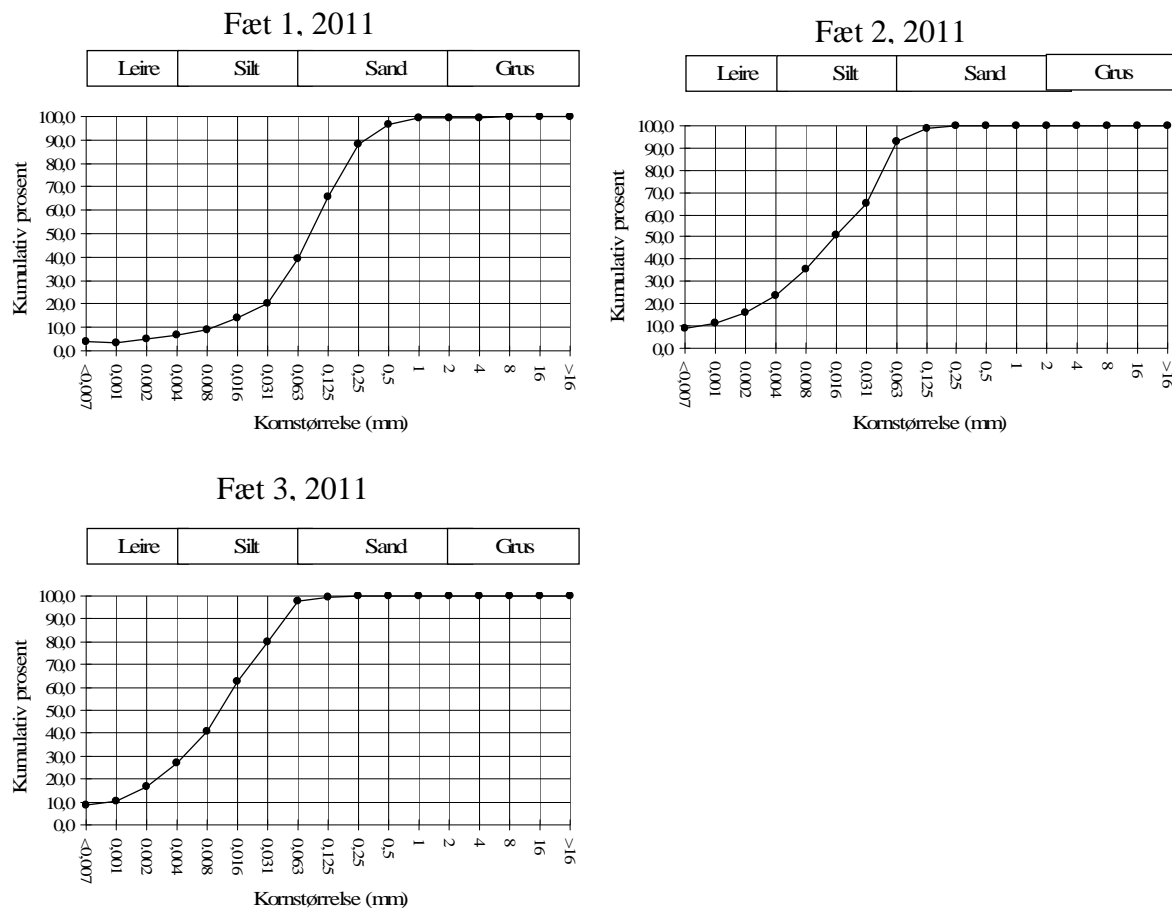 Fæt 1, 2011
Leire Silt Sand Grus
100,0
90,0
80,0
70,0
60,0
50,0
40,0
30,0
20,0
10,0
0,0
Kumulativ prosent
<0,007 0,001 0,002 0,004 0,008 0,016 0,031 0,063 0,125 0,25 0,5 1 2 4 8 16 >16
Kornstørrelse (mm)
Fæt 2, 2011
Leire Silt Sand Grus
100,0
90,0
80,0
70,0
60,0
50,0
40,0
30,0
20,0
10,0
0,0
Kumulativ prosent
<0,007 0,001 0,002 0,004 0,008 0,016 0,031 0,063 0,125 0,25 0,5 1 2 4 8 16 >16
Kornstørrelse (mm)
Fæt 3, 2011
Leire Silt Sand Grus
100,0
90,0
80,0
70,0
60,0
50,0
40,0
30,0
20,0
10,0
0,0
Kumulativ prosent
<0,007 0,001 0,002 0,004 0,008 0,016 0,031 0,063 0,125 0,25 0,5 1 2 4 8 16 >16
Kornstørrelse (mm)